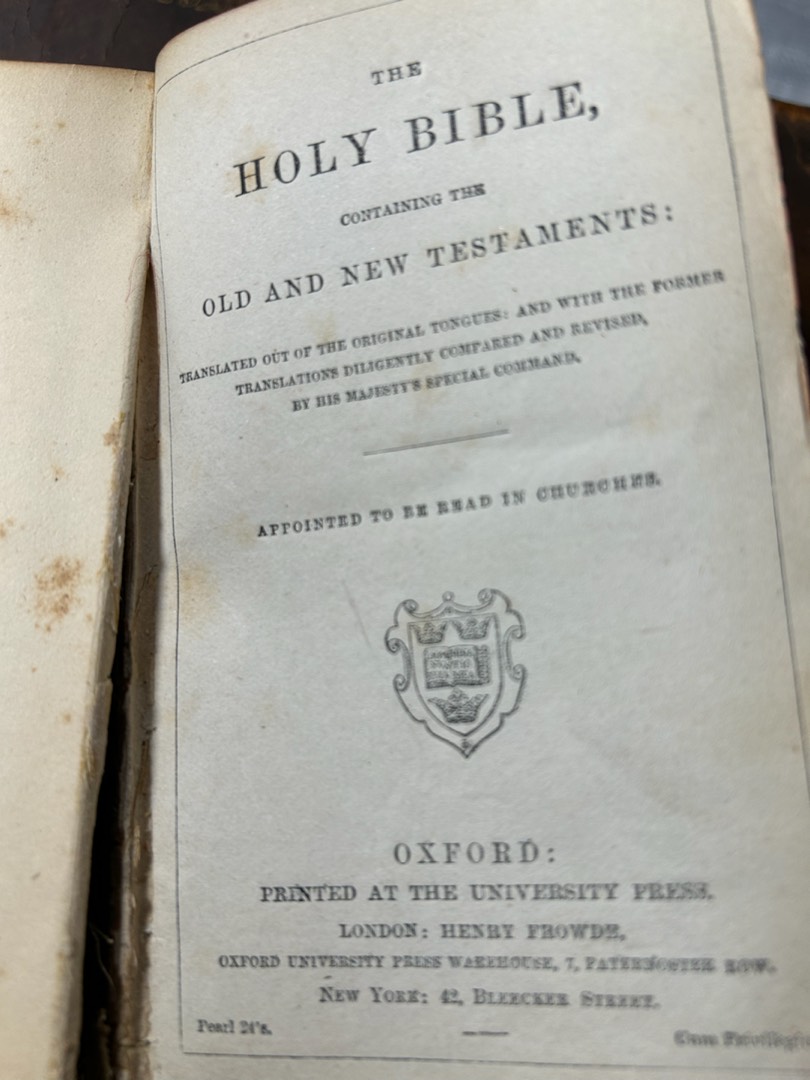 THE
HOLY BIBLE,
CONTAINING THE
OLD AND NEW TESTAMENTS:
TRANSLATED OUT OF THE ORIGINAL TONGUES: AND WITH THE FORMER
TRANSLATIONS DILIGENTLY COMPARED AND REVISED,
BY HIS MAJESTY'S SPECIAL COMMAND.
APPOINTED TO BE READ IN CHURCHES.
OXFORD:
PRINTED AT THE UNIVERSITY PRESS.
LONDON: HENRY FROWDE,
OXFORD UNIVERSITY PRESS WAREHOUSE, 7, PATERNOSTER ROW.
NEW YORK: 42, BLEECKER STREET.
Pearl 24's.
Cum